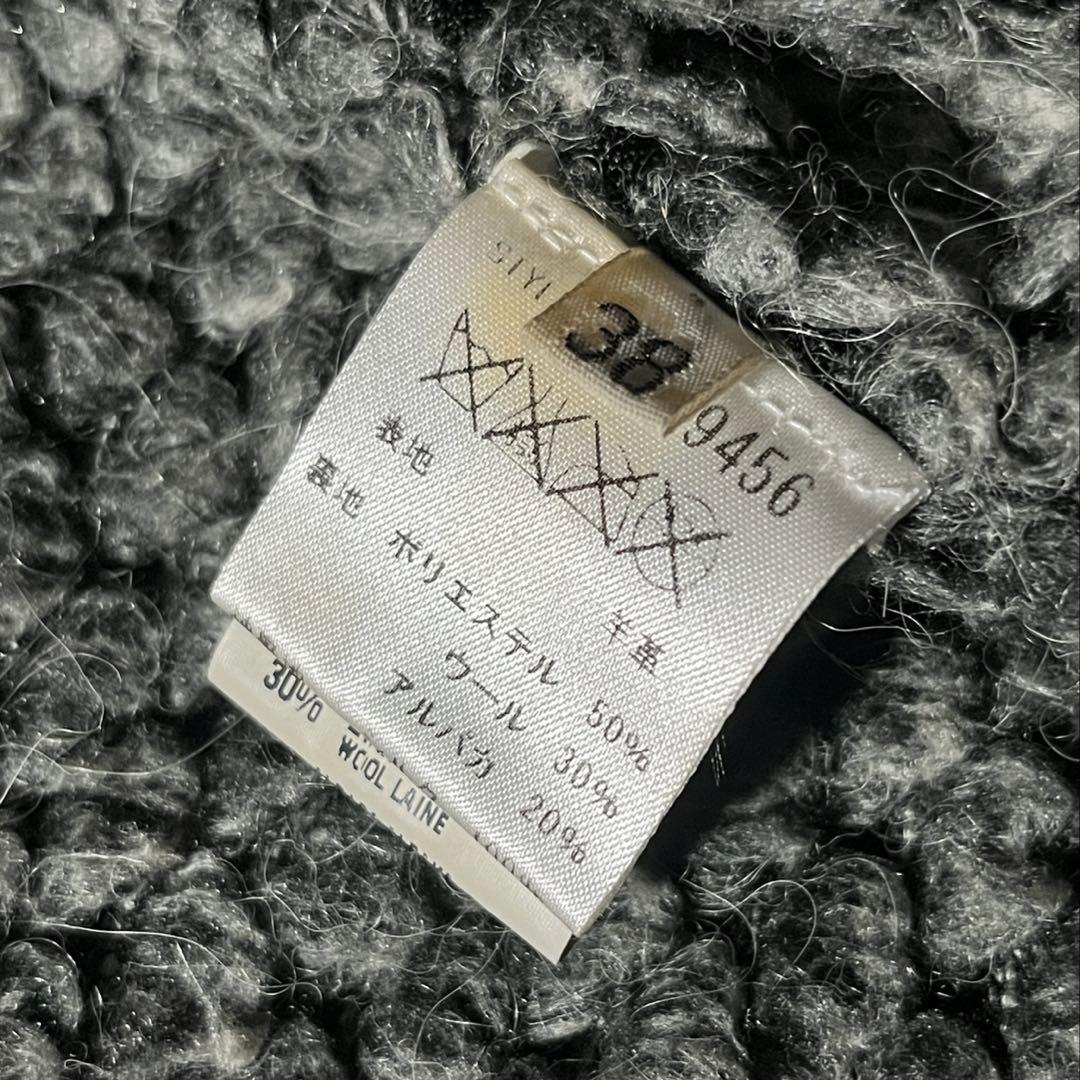 STYL 9456
38
表地 羊革
裏地 ポリエステル 50%
ウール 30%
アルパカ 20%
30%
WOOL LAINE